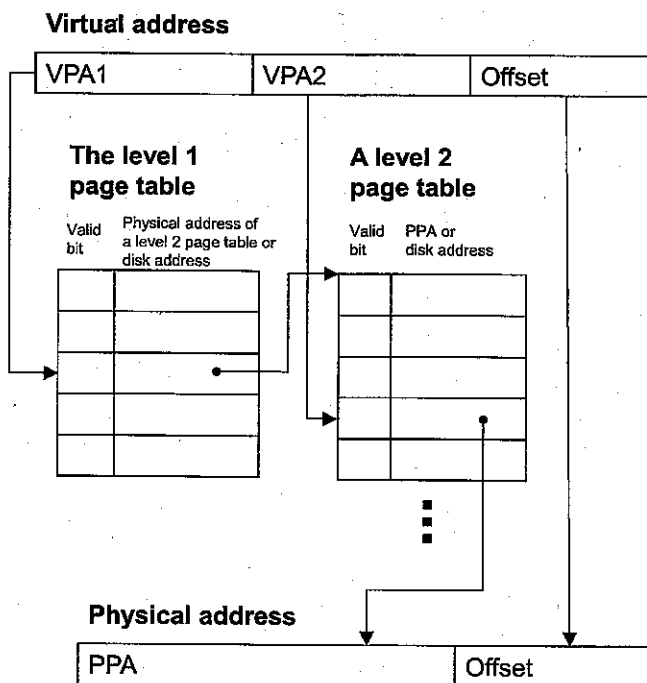 Virtual address
VPA1
VPA2
Offset
The level 1
page table
Valid
bit
Physical address of
a level 2 page table or
disk address
A level 2
page table
Valid
bit
PPA or
disk address
Physical address
PPA
Offset